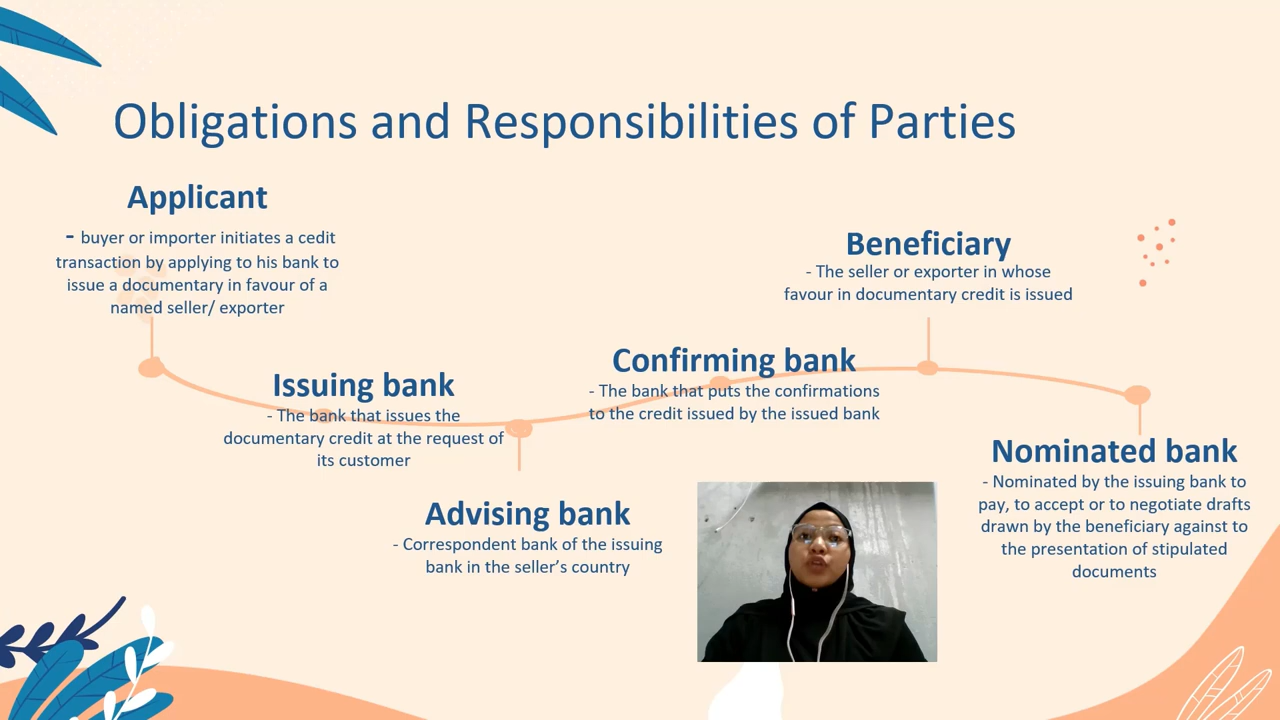 Obligations and Responsibilities of Parties
Applicant
- buyer or importer initiates a cedit
transaction by applying to his bank to
issue a documentary in favour of a
named seller/ exporter
Issuing bank
- The bank that issues the
documentary credit at the request of
its customer
Advising bank
- Correspondent bank of the issuing
bank in the seller’s country
Confirming bank
- The bank that puts the confirmations
to the credit issued by the issued bank
Beneficiary
- The seller or exporter in whose
favour in documentary credit is issued
Nominated bank
- Nominated by the issuing bank to
pay, to accept or to negotiate drafts
drawn by the beneficiary against to
the presentation of stipulated
documents